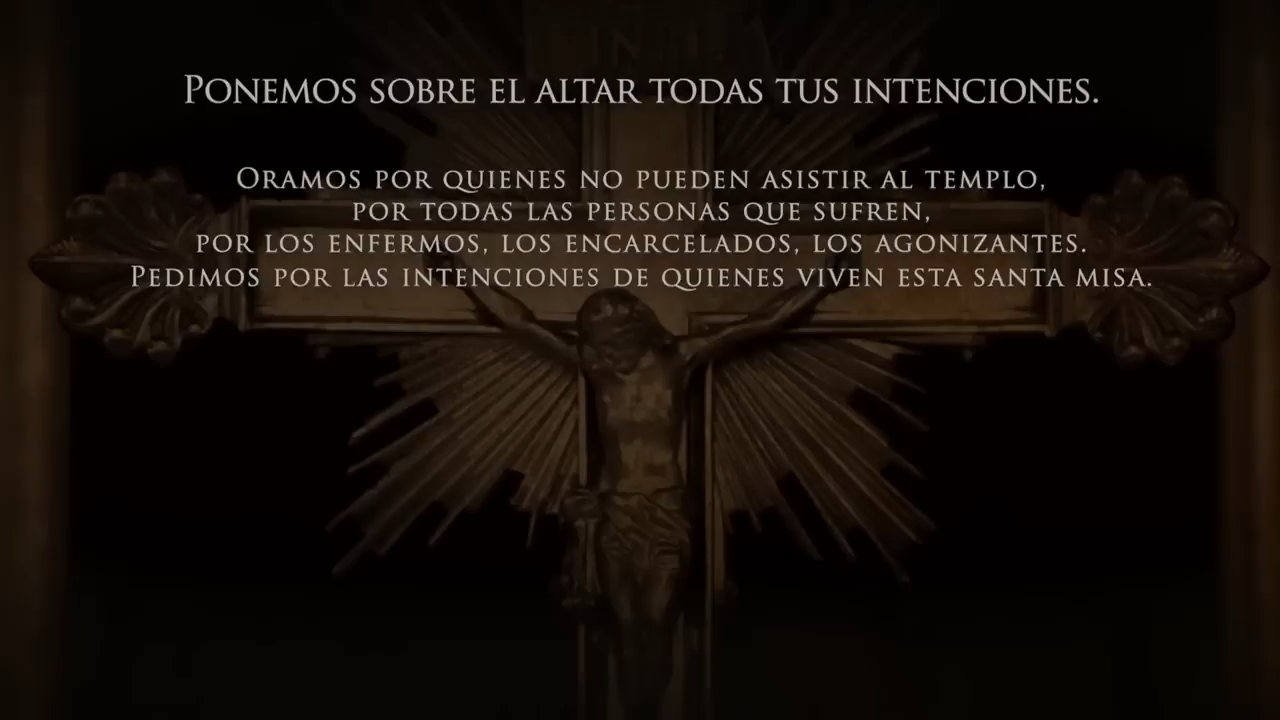 Ponemos sobre el altar todas tus intenciones.
Oramos por quienes no pueden asistir al templo,
por todas las personas que sufren,
por los enfermos, los encarcelados, los agonizantes.
Pedimos por las intenciones de quienes viven esta santa misa.